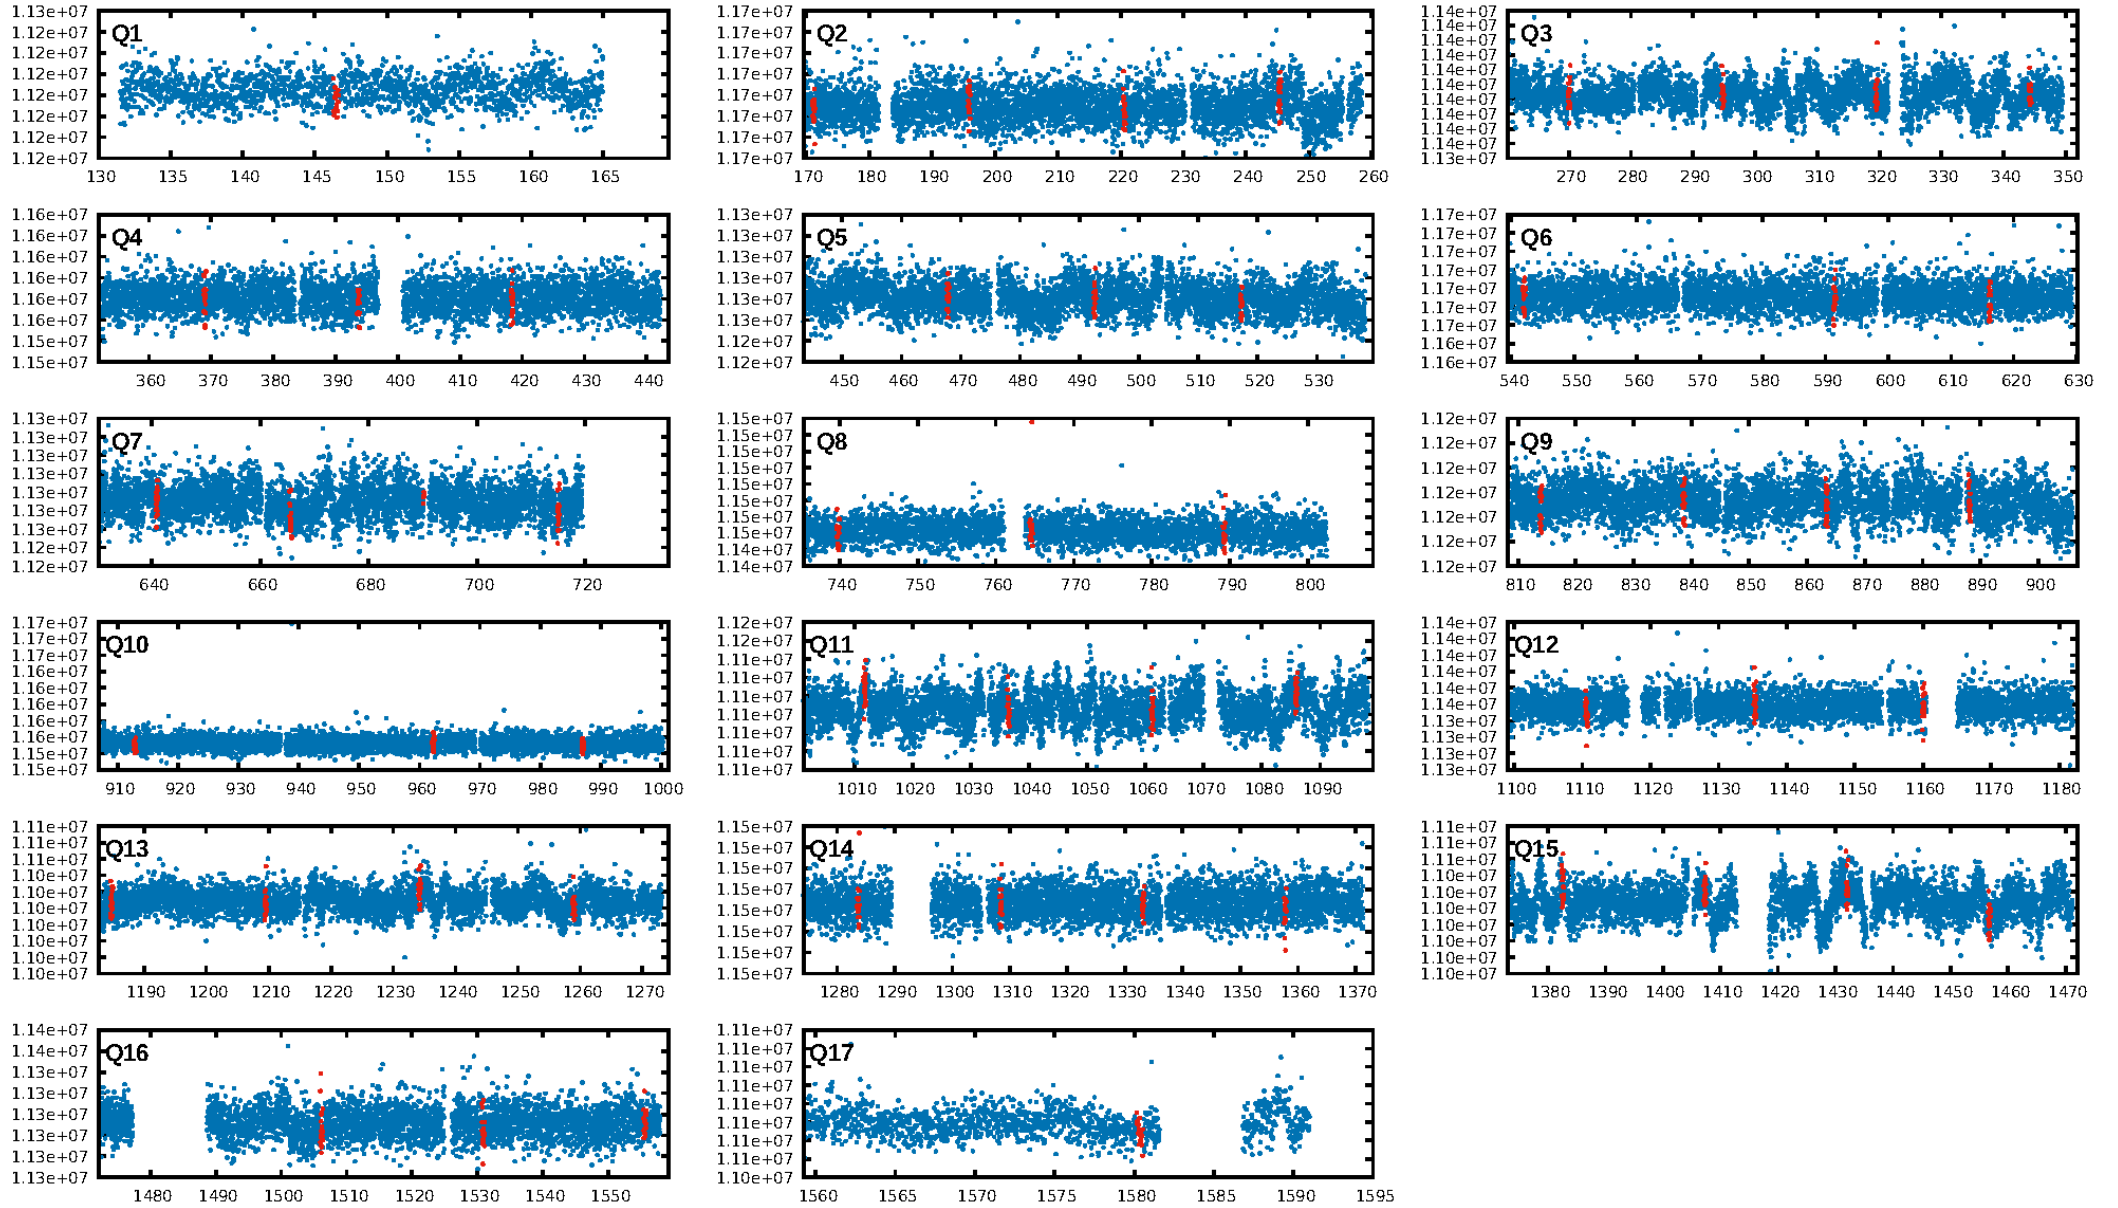 Q1
1.13e+07
1.12e+07
1.12e+07
1.12e+07
1.12e+07
1.12e+07
1.12e+07
1.12e+07
130 135 140 145 150 155 160 165
Q2
1.17e+07
1.17e+07
1.17e+07
1.17e+07
1.17e+07
1.17e+07
1.17e+07
1.17e+07
170 180 190 200 210 220 230 240 250 260
Q3
1.14e+07
1.14e+07
1.14e+07
1.14e+07
1.14e+07
1.14e+07
1.14e+07
1.14e+07
1.14e+07
1.14e+07
1.13e+07
270 280 290 300 310 320 330 340 350
Q4
1.16e+07
1.16e+07
1.16e+07
1.16e+07
1.16e+07
1.16e+07
1.15e+07
1.15e+07
360 370 380 390 400 410 420 430 440
Q5
1.13e+07
1.13e+07
1.13e+07
1.13e+07
1.13e+07
1.13e+07
1.12e+07
1.12e+07
450 460 470 480 490 500 510 520 530
Q6
1.17e+07
1.17e+07
1.17e+07
1.17e+07
1.17e+07
1.17e+07
1.17e+07
1.16e+07
1.16e+07
540 550 560 570 580 590 600 610 620 630
Q7
1.13e+07
1.13e+07
1.13e+07
1.13e+07
1.13e+07
1.13e+07
1.13e+07
1.12e+07
1.12e+07
640 660 680 700 720
Q8
1.15e+07
1.15e+07
1.15e+07
1.15e+07
1.15e+07
1.15e+07
1.15e+07
1.15e+07
1.14e+07
1.14e+07
740 750 760 770 780 790 800
Q9
1.12e+07
1.12e+07
1.12e+07
1.12e+07
1.12e+07
1.12e+07
1.12e+07
810 820 830 840 850 860 870 880 890 900
Q10
1.17e+07
1.17e+07
1.17e+07
1.16e+07
1.16e+07
1.16e+07
1.16e+07
1.16e+07
1.15e+07
1.15e+07
910 920 930 940 950 960 970 980 990 1000
Q11
1.12e+07
1.12e+07
1.11e+07
1.11e+07
1.11e+07
1.11e+07
1.11e+07
1.11e+07
1.11e+07
1010 1020 1030 1040 1050 1060 1070 1080 1090
Q12
1.14e+07
1.14e+07
1.14e+07
1.14e+07
1.14e+07
1.14e+07
1.13e+07
1.13e+07
1.13e+07
1.13e+07
1100 1110 1120 1130 1140 1150 1160 1170 1180
Q13
1.11e+07
1.11e+07
1.11e+07
1.10e+07
1.10e+07
1.10e+07
1.10e+07
1.10e+07
1.10e+07
1.10e+07
1190 1200 1210 1220 1230 1240 1250 1260 1270
Q14
1.15e+07
1.15e+07
1.15e+07
1.15e+07
1.15e+07
1.15e+07
1.15e+07
1.15e+07
1280 1290 1300 1310 1320 1330 1340 1350 1360 1370
Q15
1.11e+07
1.11e+07
1.11e+07
1.10e+07
1.10e+07
1.10e+07
1.10e+07
1.10e+07
1.10e+07
1.10e+07
1380 1390 1400 1410 1420 1430 1440 1450 1460 1470
Q16
1.14e+07
1.14e+07
1.13e+07
1.13e+07
1.13e+07
1.13e+07
1.13e+07
1.13e+07
1480 1490 1500 1510 1520 1530 1540 1550
Q17
1.11e+07
1.11e+07
1.11e+07
1.11e+07
1.11e+07
1.11e+07
1.11e+07
1.11e+07
1.10e+07
1560 1565 1570 1575 1580 1585 1590 1595